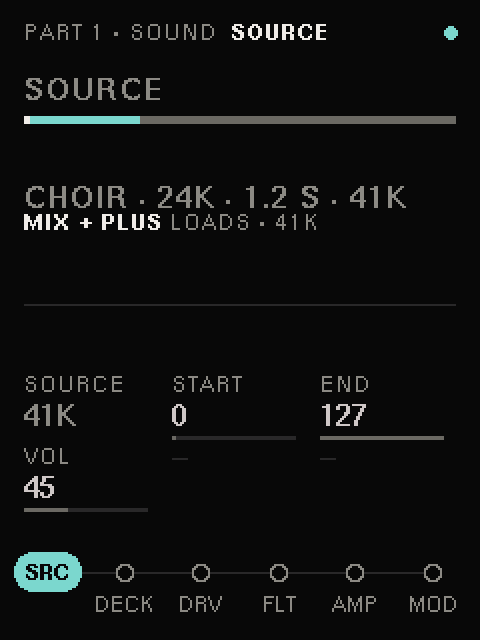 PART 1 · SOUND SOURCE
SOURCE
CHOIR · 24K · 1.2 S · 41K
MIX + PLUS LOADS · 41K
SOURCE START END
41K 0 127
VOL — —
45
SRC
DECK DRV FLT AMP MOD